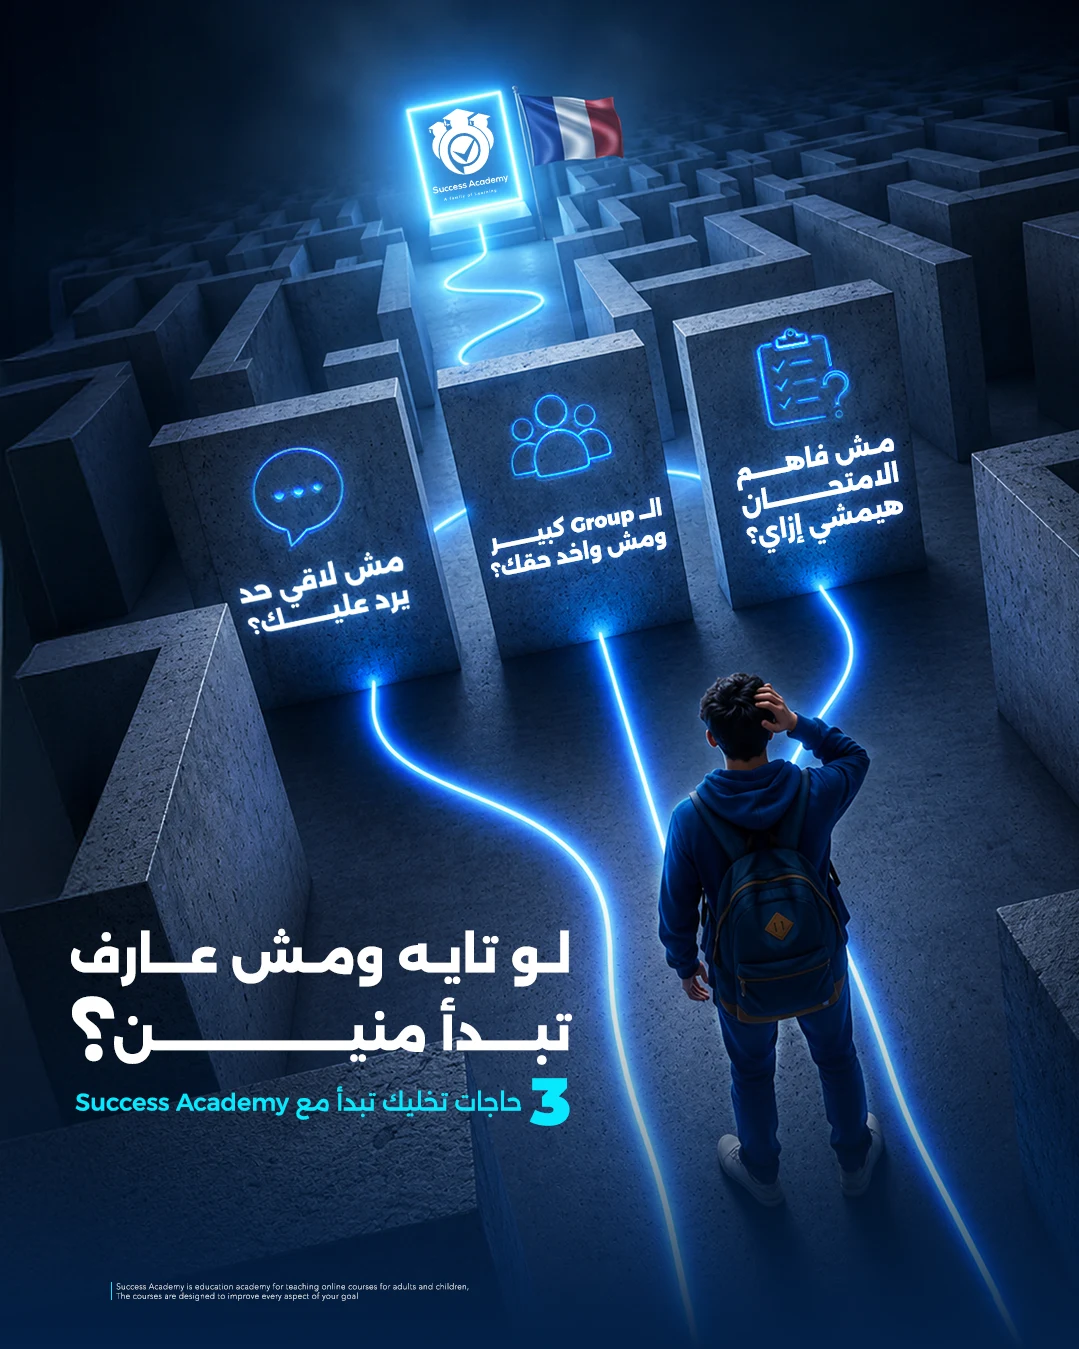 Success Academy
A family of Learning
مش فاهم
الامتحان
هيمشي إزاي؟
الـ Group كبير
ومش واخد حقك؟
مش لاقي حد
يرد عليك؟
لو تايه ومش عارف
تبدأ منين؟
3 حاجات تخليك تبدأ مع Success Academy
Success Academy is education academy for teaching online courses for adults and children,
The courses are designed to improve every aspect of your goal